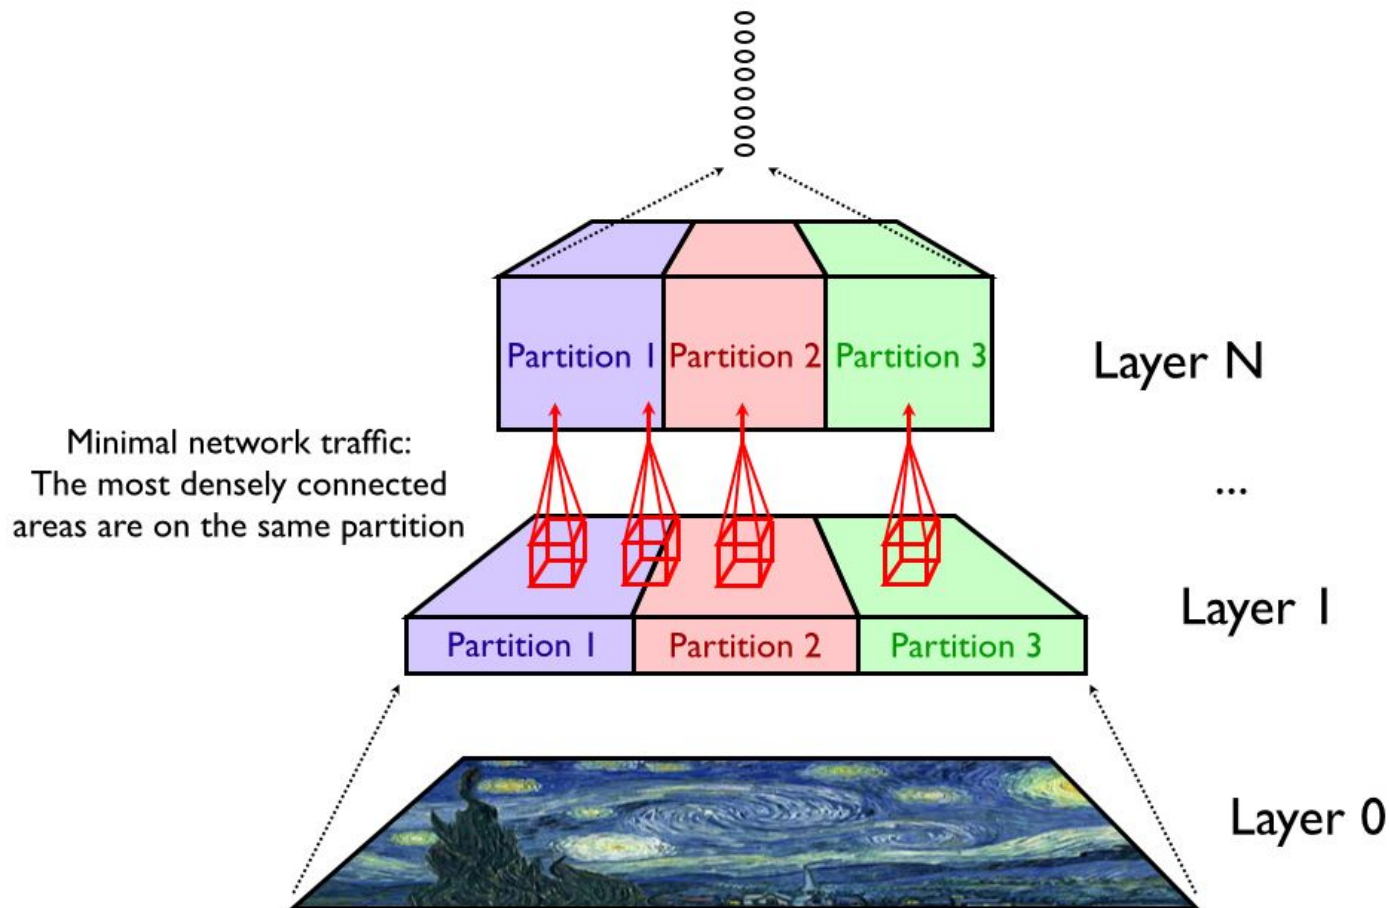 00000000
Partition 1 Partition 2 Partition 3
Layer N
Minimal network traffic:
The most densely connected
areas are on the same partition
...
Partition 1 Partition 2 Partition 3
Layer 1
Layer 0